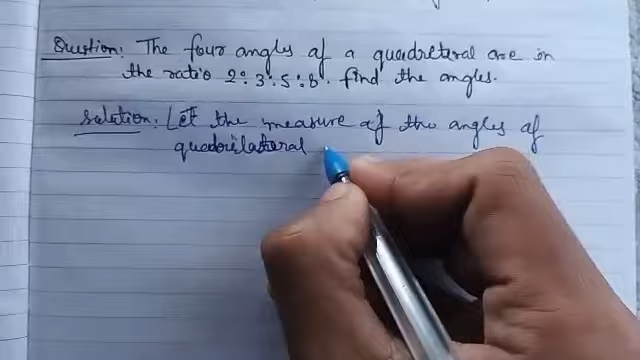 Question: The four angles of a quadreteral are in
the ratio 2:3:5:8. find the angles.
Solution: Let the measure of the angles of
quadrilateral